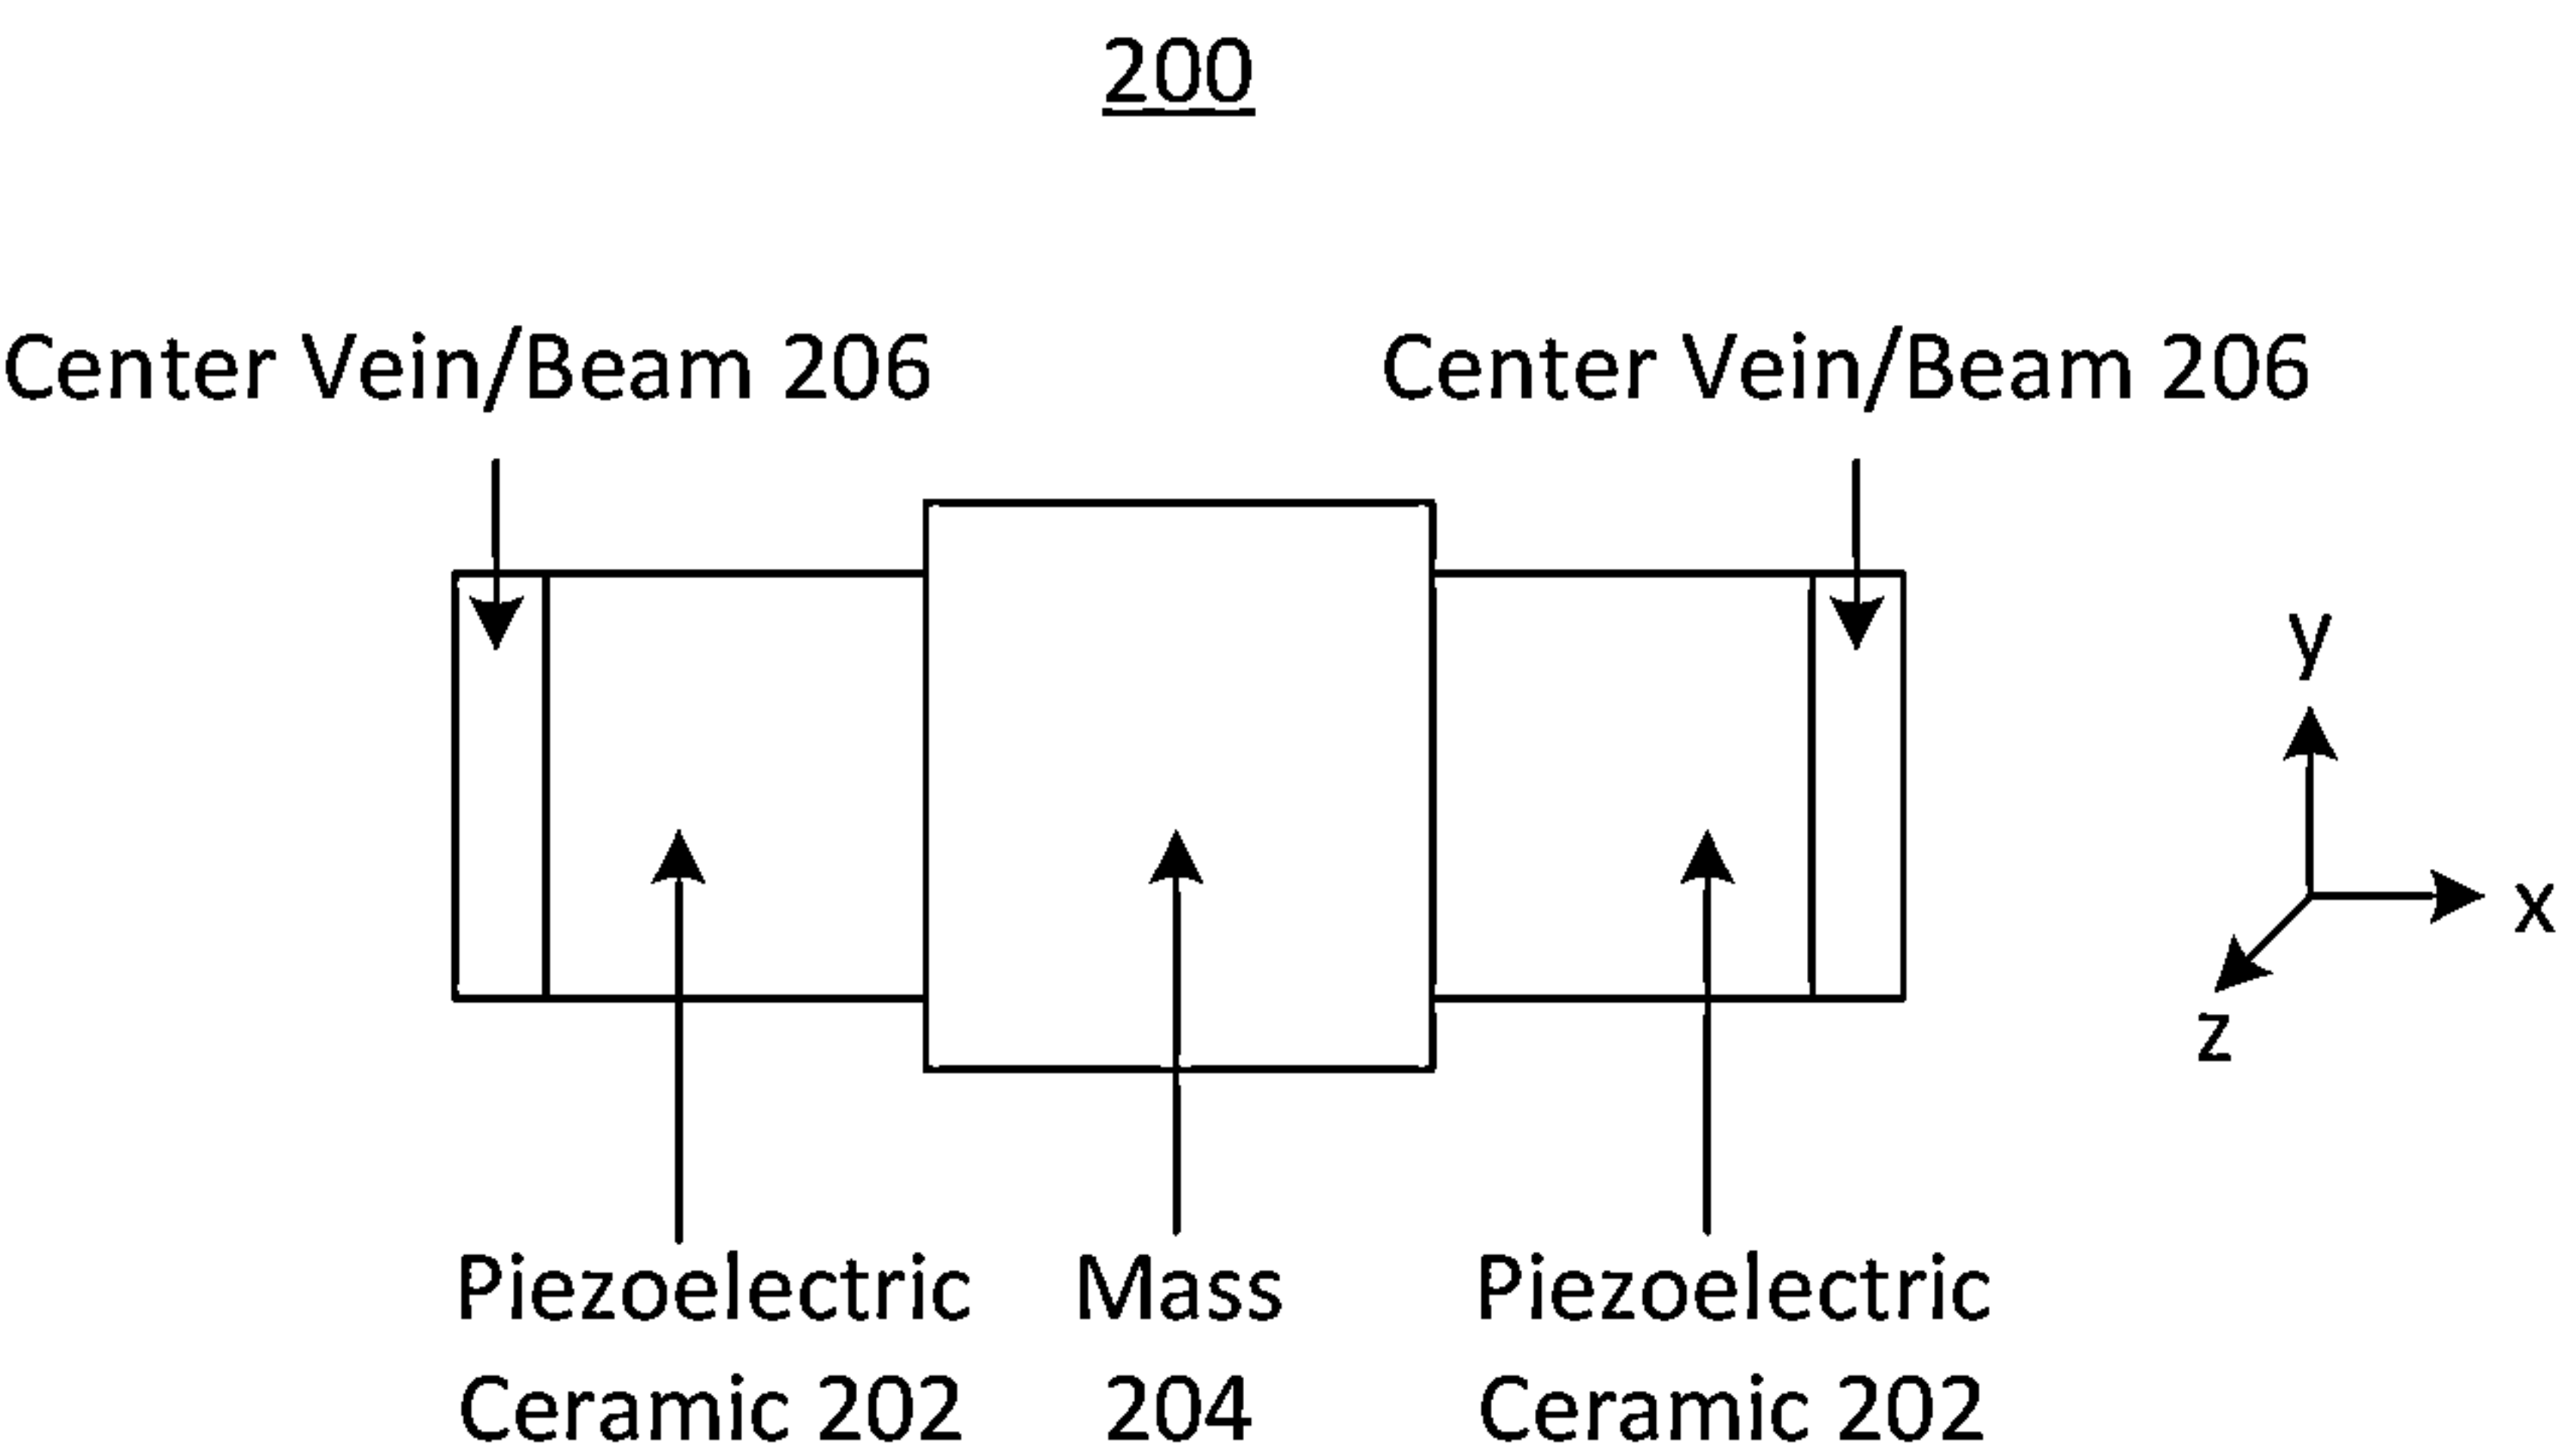 200
Center Vein/Beam 206
Center Vein/Beam 206
y
x
z
Piezoelectric
Ceramic 202
Mass
204
Piezoelectric
Ceramic 202